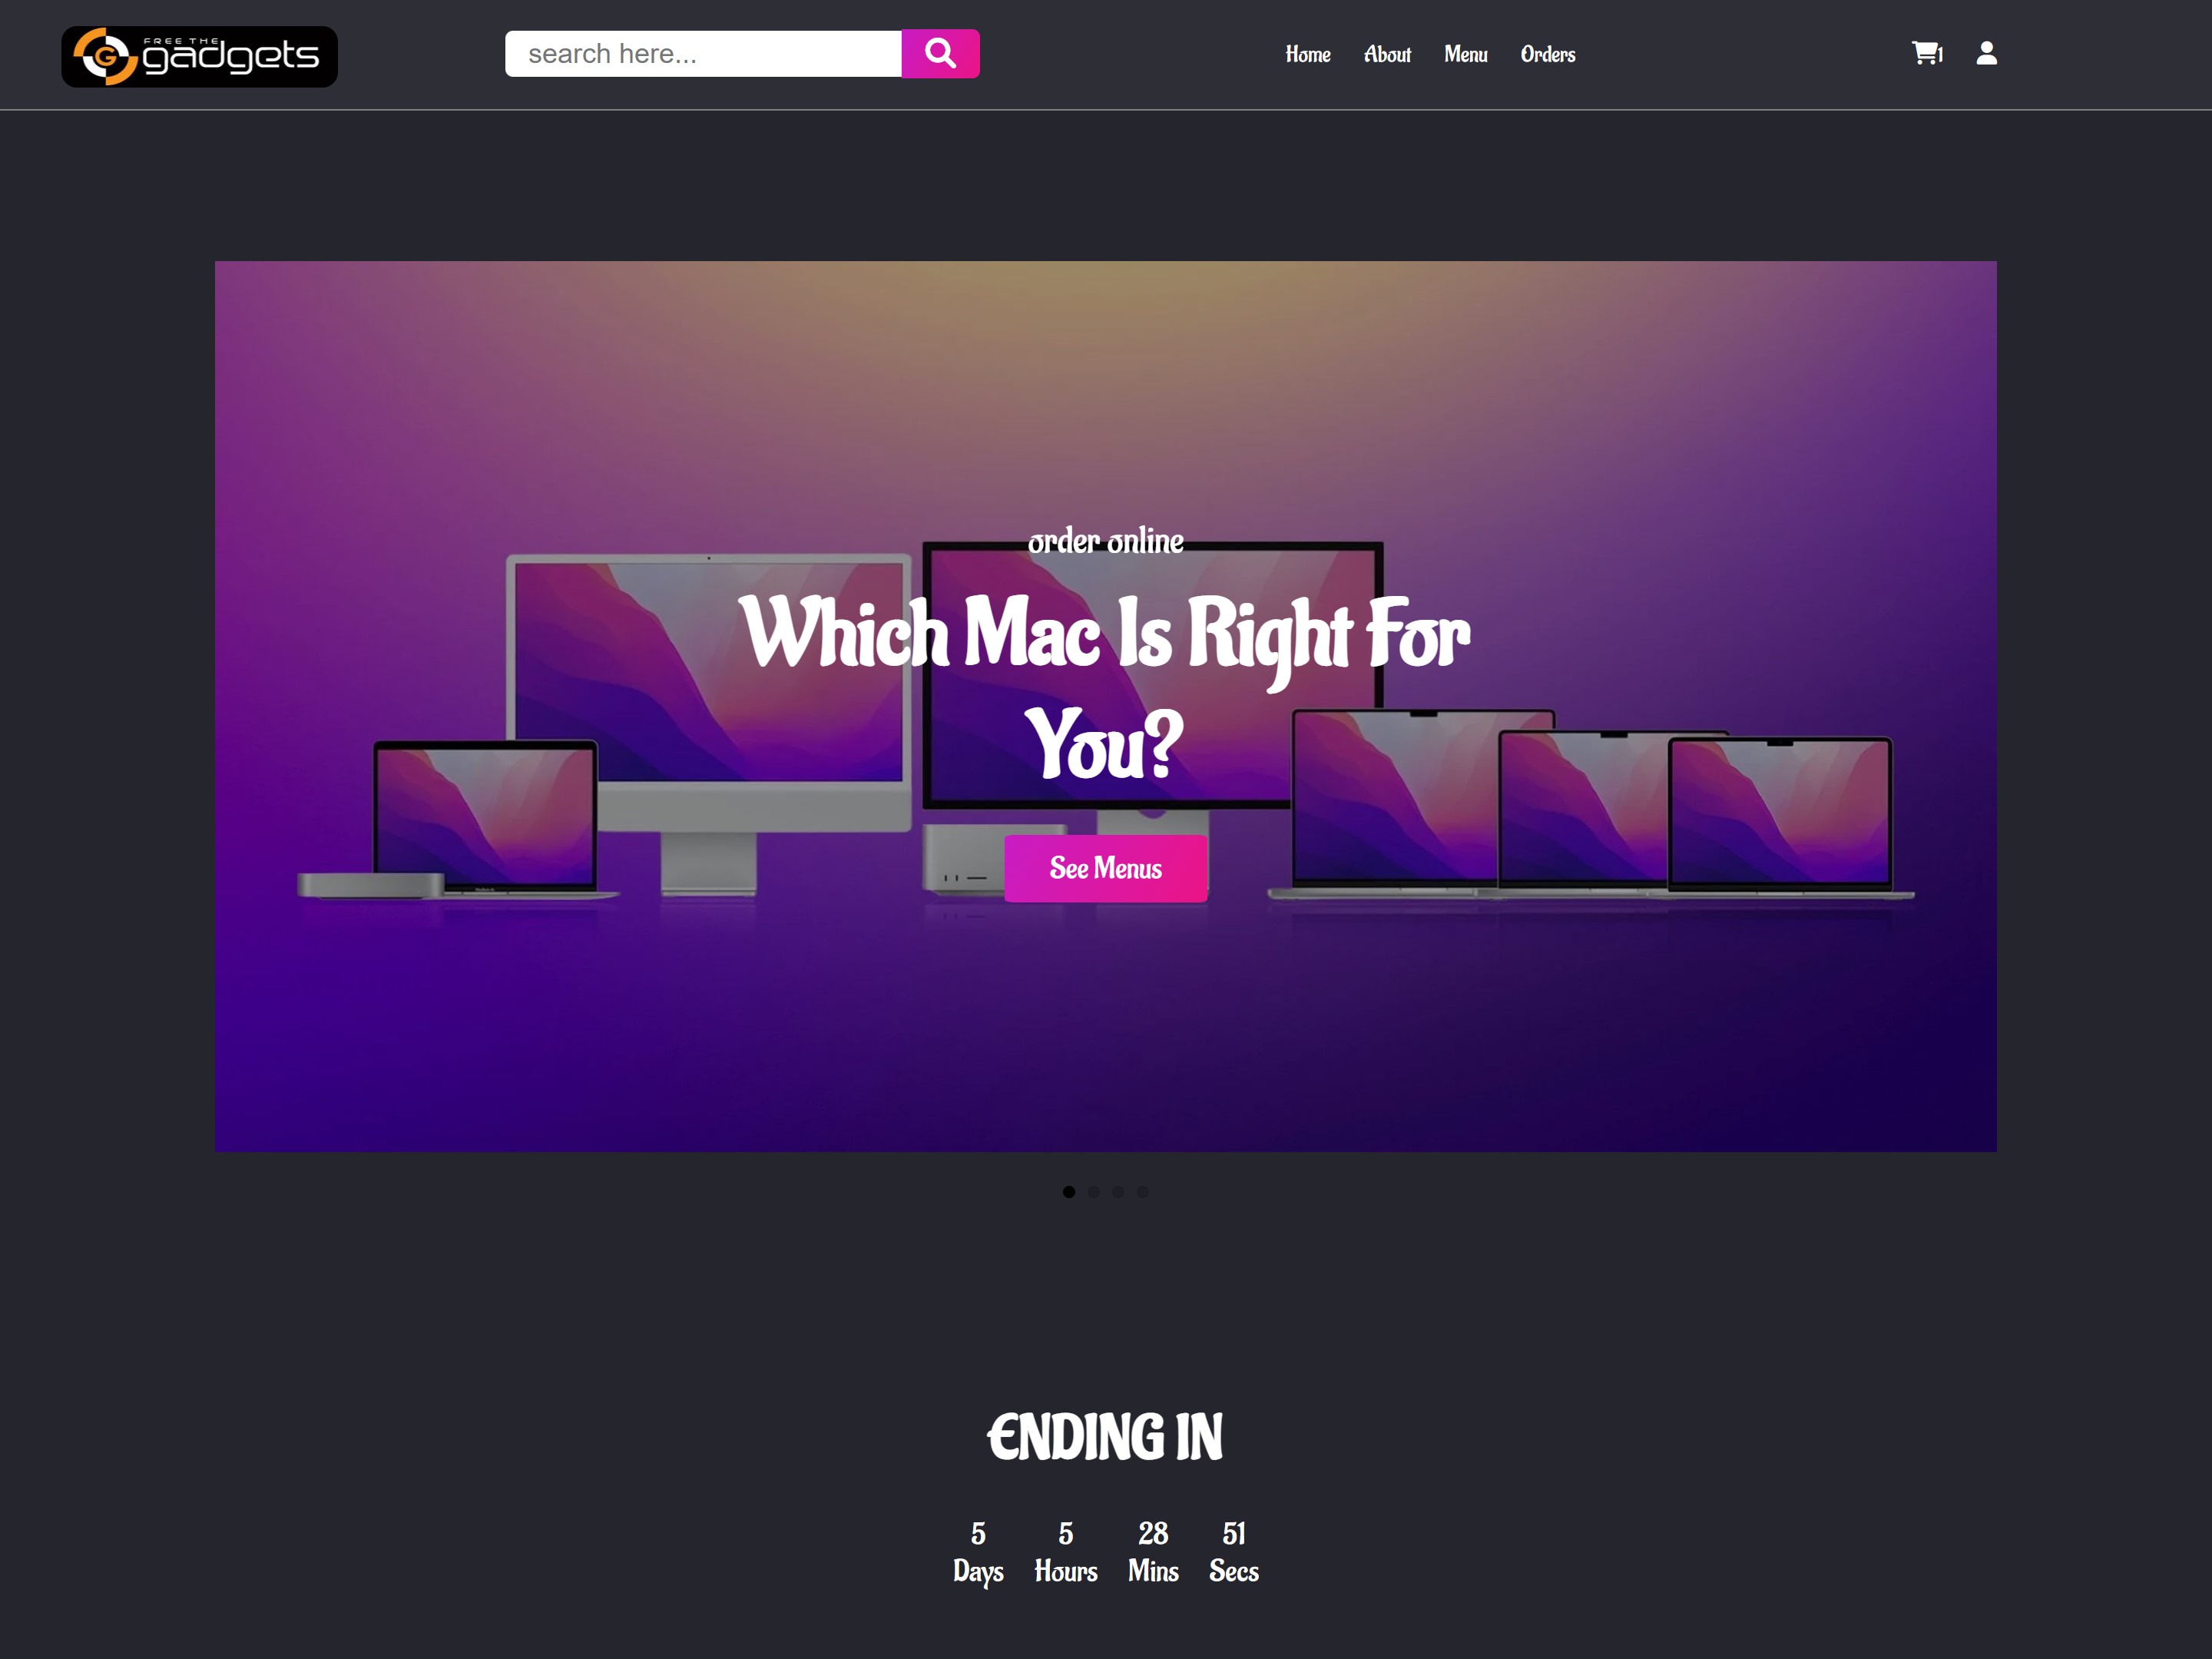 FREE THE
gadgets
G
search here...
Home About Menu Orders
1
order online
Which Mac Is Right For
You?
See Menus
ENDING IN
5 5 28 51
Days Hours Mins Secs